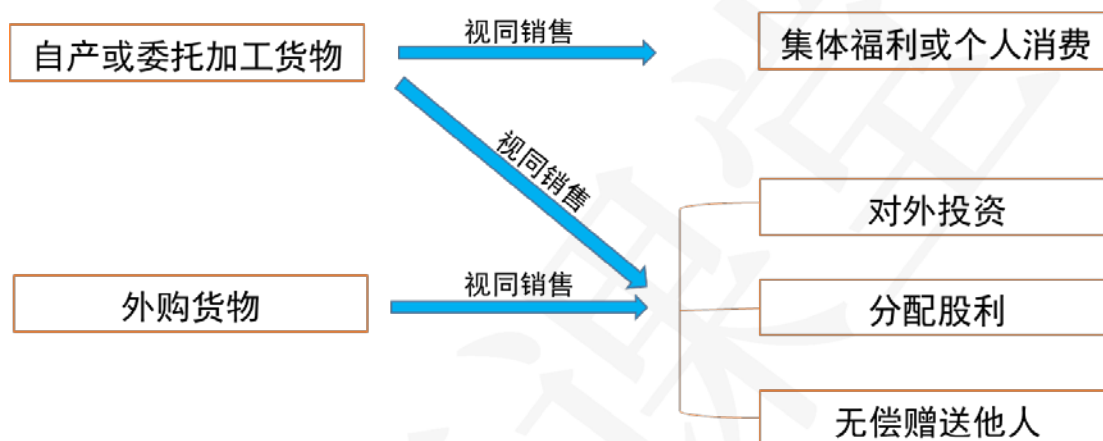 自产或委托加工货物
视同销售
集体福利或个人消费
视同销售
对外投资
外购货物
视同销售
分配股利
无偿赠送他人